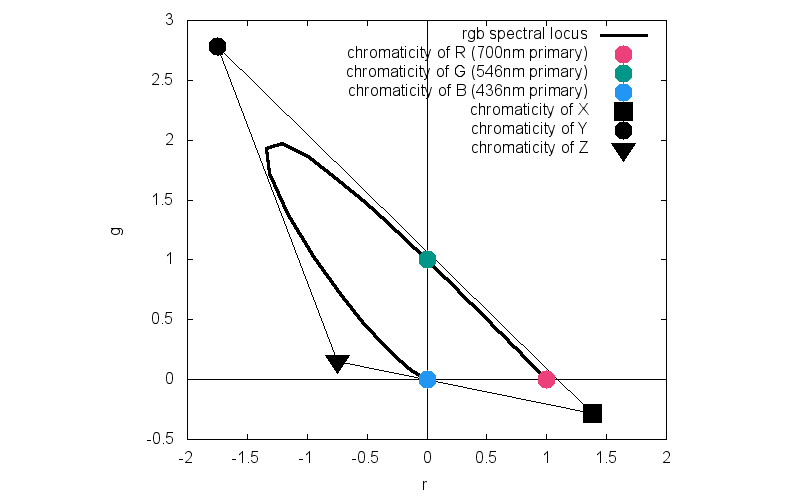 3
2.5
2
1.5
1
0.5
0
-0.5
g
-2
-1.5
-1
-0.5
0
0.5
1
1.5
2
r
rgb spectral locus
chromaticity of R (700nm primary)
chromaticity of G (546nm primary)
chromaticity of B (436nm primary)
chromaticity of X
chromaticity of Y
chromaticity of Z